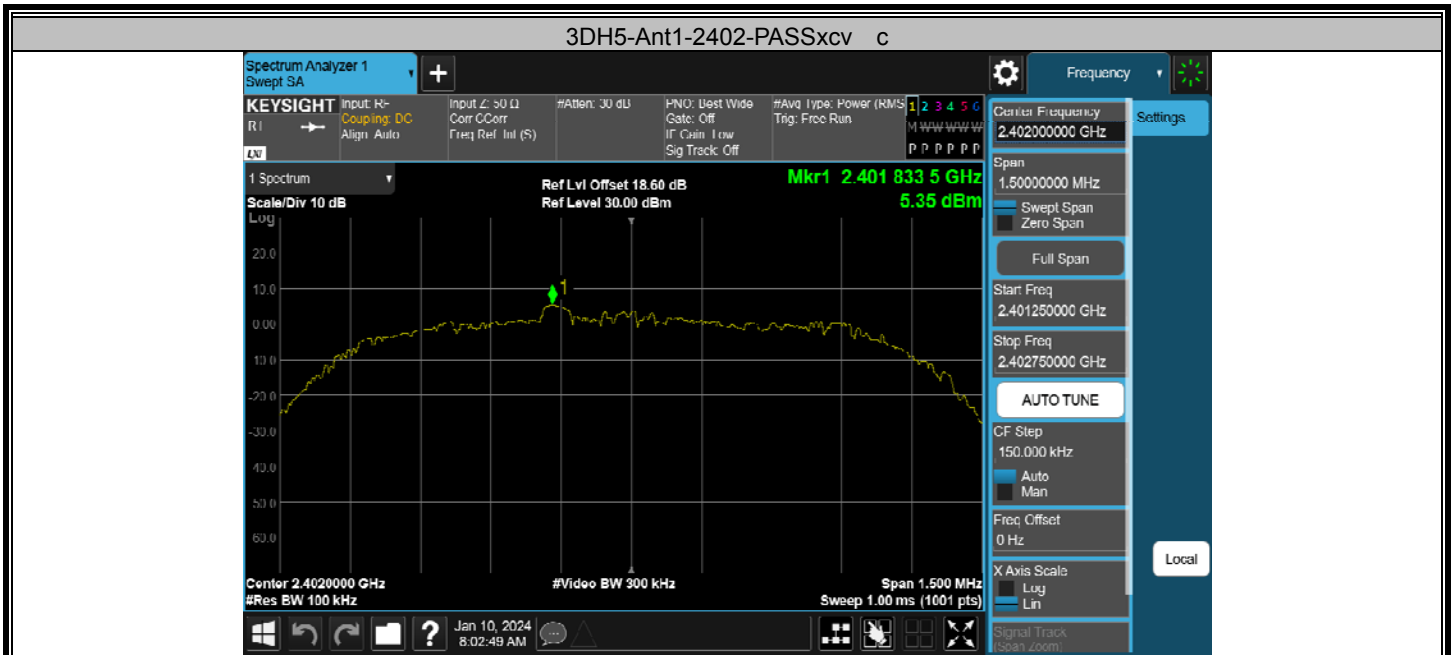 3DH5-Ant1-2402-PASSxcv c
Spectrum Analyzer 1
Swept SA
Frequency
KEYSIGHT
Input: RF
Coupling: DC
Align: Auto
Input Z: 50 Ω
Corr CCorr
Freq Ref: Int (S)
#Atten: 30 dB
PNO: Best Wide
Gate: Off
IF Gain: Low
Sig Track: Off
#Avg Type: Power (RMS
Trig: Free Run
1 2 3 4 5 6
M W W W W W
P P P P P P
LXI
1 Spectrum
Scale/Div 10 dB
Ref Lvl Offset 18.60 dB
Ref Level 30.00 dBm
Mkr1 2.401 833 5 GHz
5.35 dBm
Log
20.0
10.0
0.00
10.0
-20.0
-30.0
40.0
50.0
60.0
1
Center 2.4020000 GHz
#Res BW 100 kHz
#Video BW 300 kHz
Span 1.500 MHz
Sweep 1.00 ms (1001 pts)
Jan 10, 2024
8:02:49 AM
Center Frequency
2.402000000 GHz
Span
1.50000000 MHz
Swept Span
Zero Span
Full Span
Start Freq
2.401250000 GHz
Stop Freq
2.402750000 GHz
AUTO TUNE
CF Step
150.000 kHz
Auto
Man
Freq Offset
0 Hz
X Axis Scale
Log
Lin
Signal Track
(Span Zoom)
Settings
Local